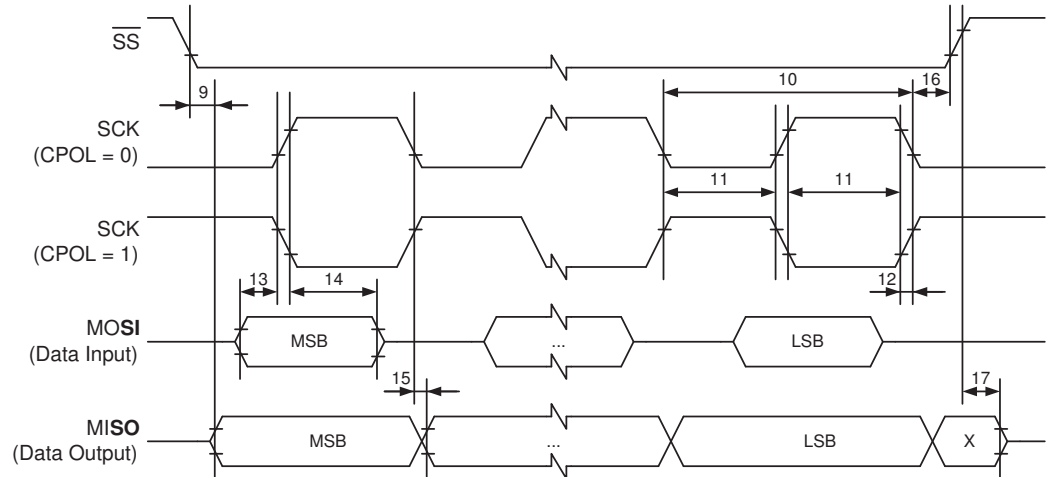 SS
10
16
9
SCK
(CPOL = 0)
11
11
SCK
(CPOL = 1)
13
14
12
MOSI
(Data Input)
MSB
...
LSB
15
17
MISO
(Data Output)
MSB
...
LSB
X